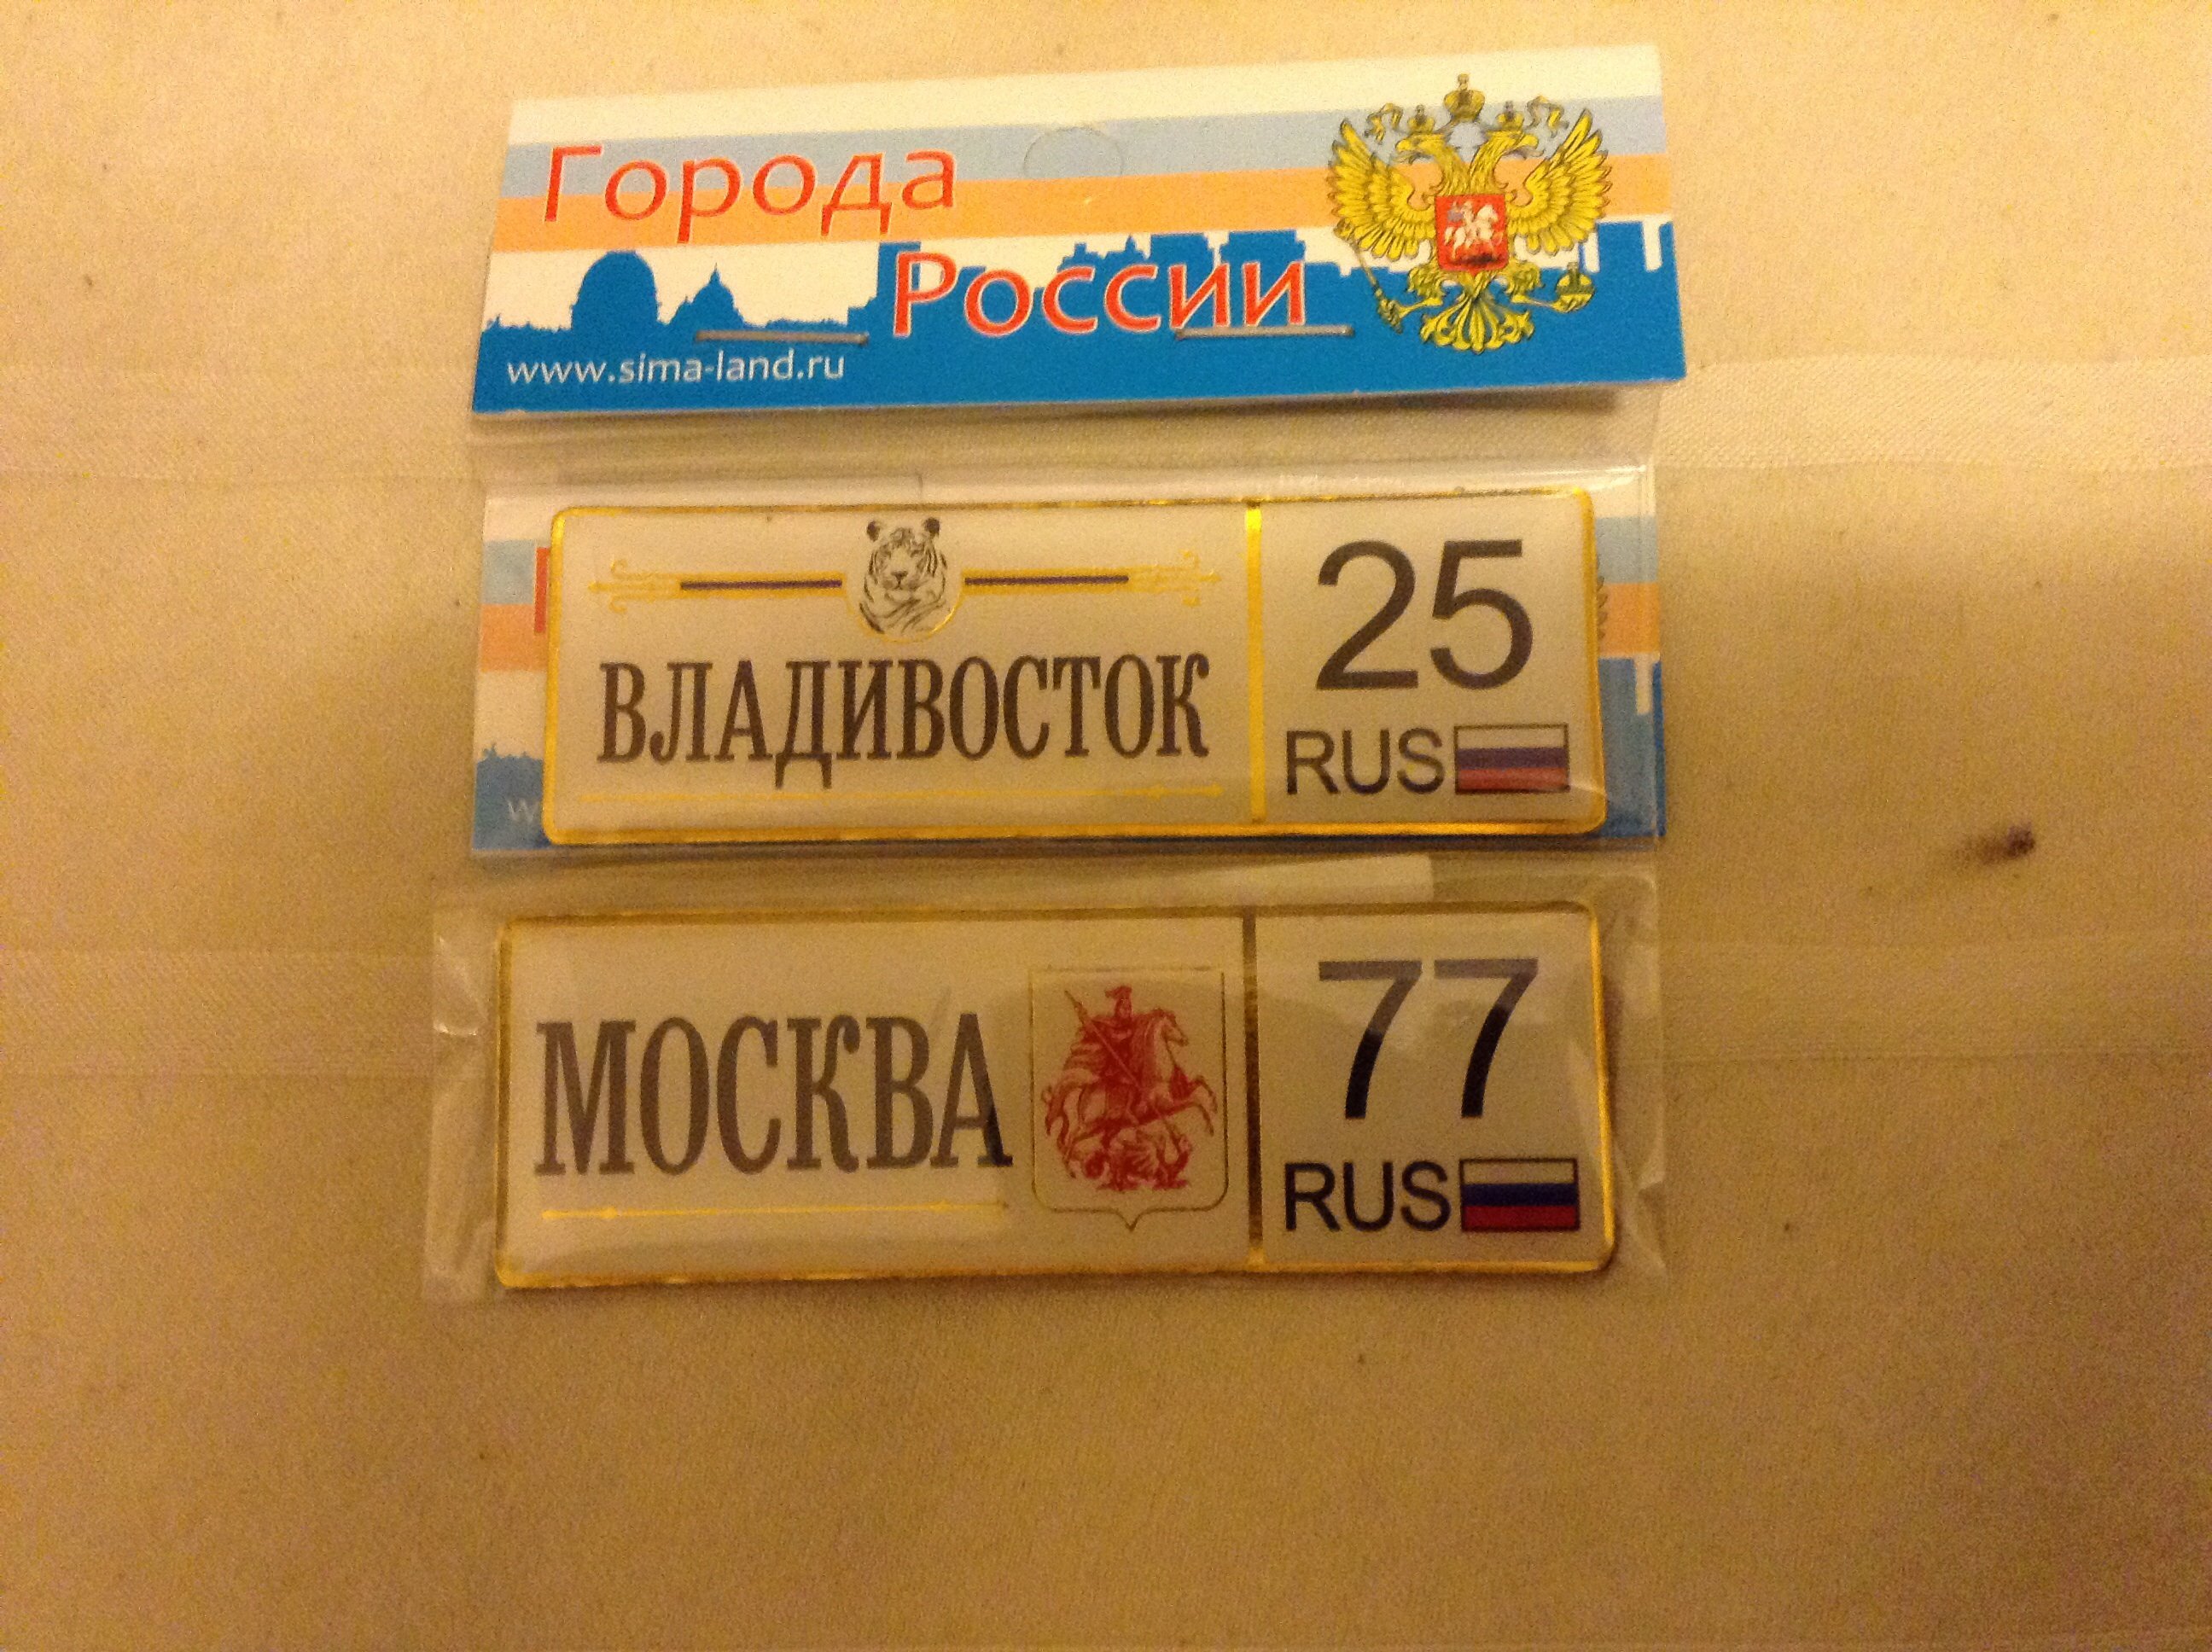 Города
России
www.sima-land.ru
ВЛАДИВОСТОК
25
RUS
w
МОСКВА
77
RUS